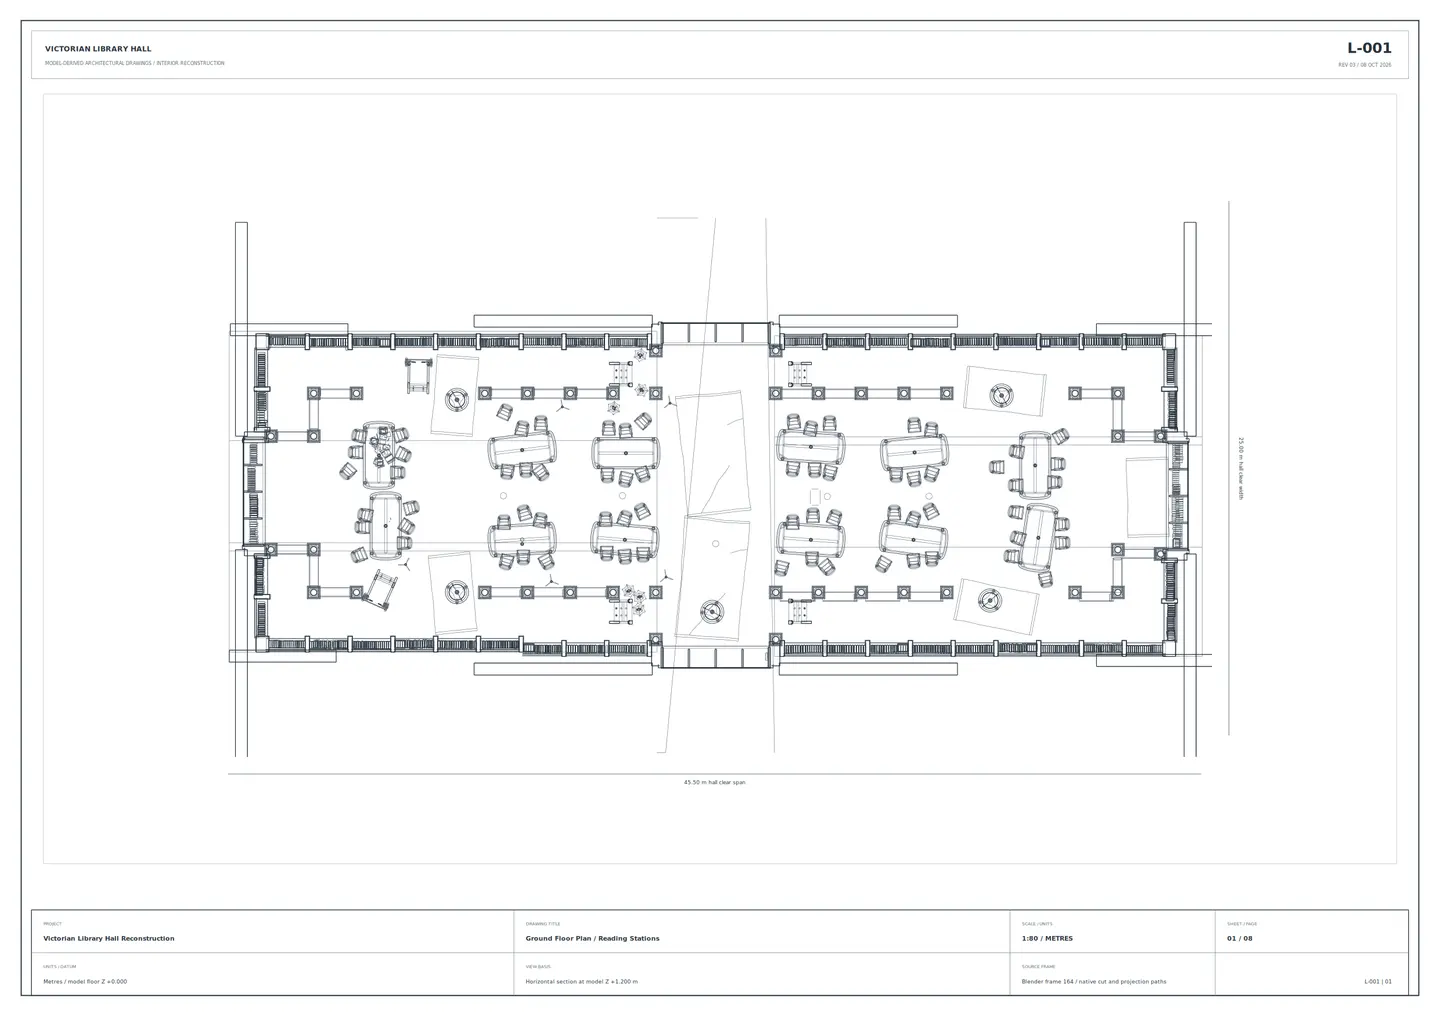 VICTORIAN LIBRARY HALL
MODEL-DERIVED ARCHITECTURAL DRAWINGS / INTERIOR RECONSTRUCTION
L-001
REV 03 / 08 OCT 2026
25.00 m hall clear width
45.50 m hall clear span
PROJECT
Victorian Library Hall Reconstruction
DRAWING TITLE
Ground Floor Plan / Reading Stations
SCALE / UNITS
1:80 / METRES
SHEET / PAGE
01 / 08
UNITS / DATUM
Metres / model floor Z +0.000
VIEW BASIS
Horizontal section at model Z +1.200 m
SOURCE FRAME
Blender frame 164 / native cut and projection paths
L-001 | 01